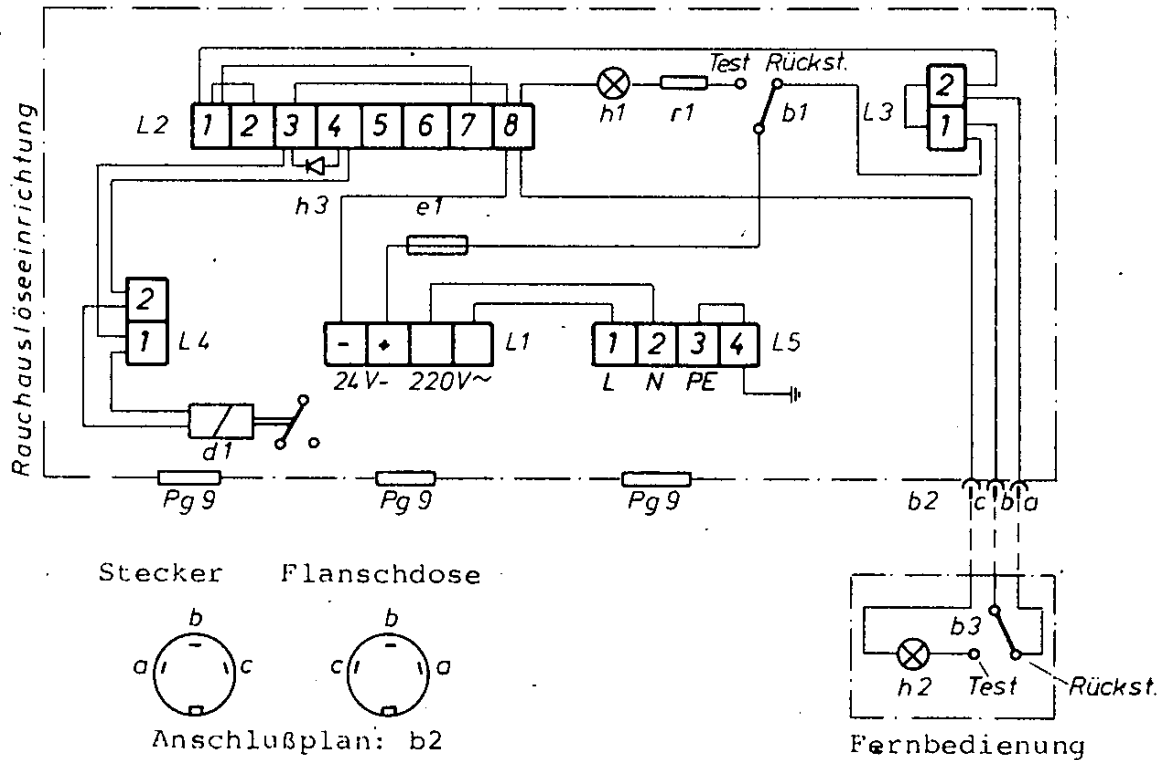 Rauchauslöseeinrichtung
Test Rückst.
L2 1 2 3 4 5 6 7 8 h1 r1 b1 L3 2
1
h3 e1
2
1 L4
- + L1 1 2 3 4 L5
24V- 220V~ L N PE
d1
Pg 9 Pg 9 Pg 9 b2 c b a
Stecker Flanschdose
b b b3
a c c a h2 Test Rückst.
Anschlußplan: b2
Fernbedienung